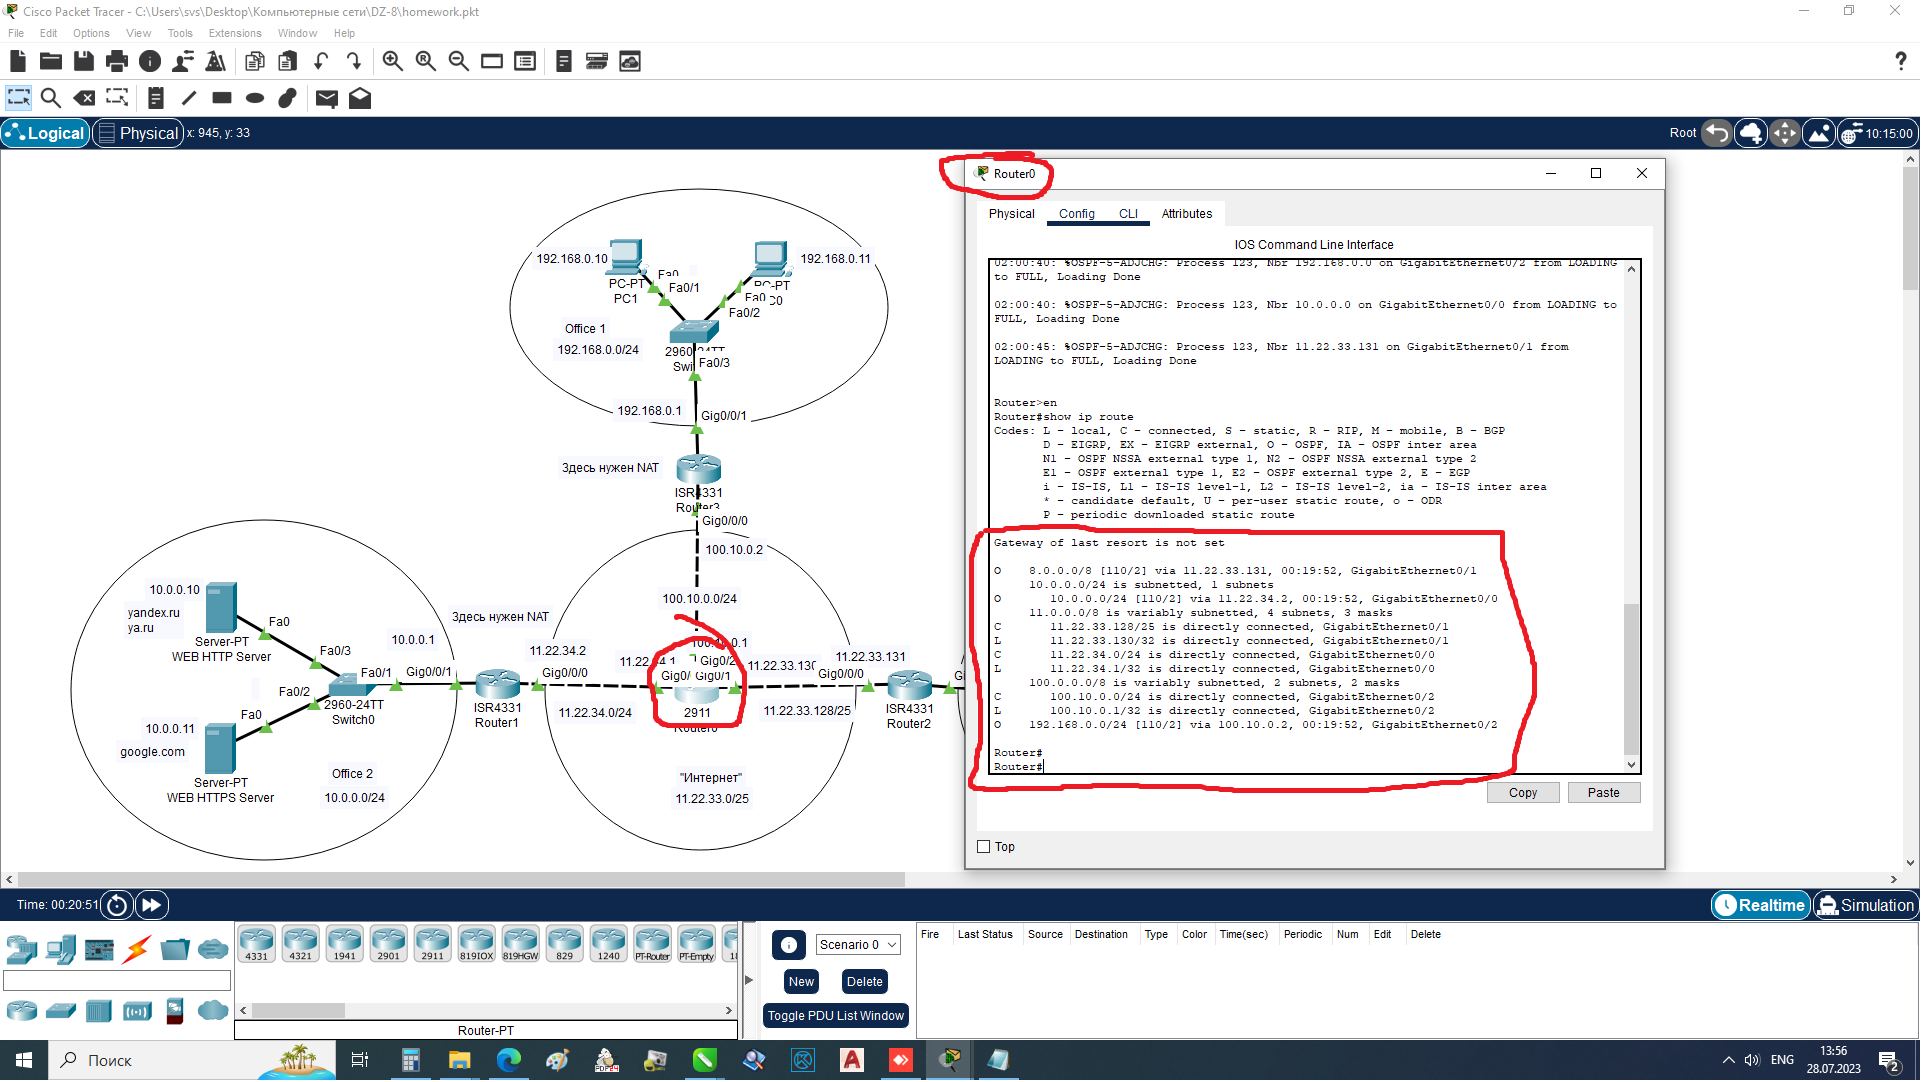 Cisco Packet Tracer - C:\Users\svs\Desktop\Компьютерные сети\DZ-8\homework.pkt
File Edit Options View Tools Extensions Window Help
Logical Physical x: 945, y: 33
Root 10:15:00
Router0
Physical Config CLI Attributes
IOS Command Line Interface
02:00:40: %OSPF-5-ADJCHG: Process 123, Nbr 192.168.0.0 on GigabitEthernet0/2 from LOADING
to FULL, Loading Done
02:00:40: %OSPF-5-ADJCHG: Process 123, Nbr 10.0.0.0 on GigabitEthernet0/0 from LOADING to
FULL, Loading Done
02:00:45: %OSPF-5-ADJCHG: Process 123, Nbr 11.22.33.131 on GigabitEthernet0/1 from
LOADING to FULL, Loading Done
Router>en
Router#show ip route
Codes: L - local, C - connected, S - static, R - RIP, M - mobile, B - BGP
D - EIGRP, EX - EIGRP external, O - OSPF, IA - OSPF inter area
N1 - OSPF NSSA external type 1, N2 - OSPF NSSA external type 2
E1 - OSPF external type 1, E2 - OSPF external type 2, E - EGP
i - IS-IS, L1 - IS-IS level-1, L2 - IS-IS level-2, ia - IS-IS inter area
* - candidate default, U - per-user static route, o - ODR
P - periodic downloaded static route
Gateway of last resort is not set
O 8.0.0.0/8 [110/2] via 11.22.33.131, 00:19:52, GigabitEthernet0/1
10.0.0.0/24 is subnetted, 1 subnets
O 10.0.0.0/24 [110/2] via 11.22.34.2, 00:19:52, GigabitEthernet0/0
11.0.0.0/8 is variably subnetted, 4 subnets, 3 masks
C 11.22.33.128/25 is directly connected, GigabitEthernet0/1
L 11.22.33.130/32 is directly connected, GigabitEthernet0/1
C 11.22.34.0/24 is directly connected, GigabitEthernet0/0
L 11.22.34.1/32 is directly connected, GigabitEthernet0/0
100.0.0.0/8 is variably subnetted, 2 subnets, 2 masks
C 100.10.0.0/24 is directly connected, GigabitEthernet0/2
L 100.10.0.1/32 is directly connected, GigabitEthernet0/2
O 192.168.0.0/24 [110/2] via 100.10.0.2, 00:19:52, GigabitEthernet0/2
Router#
Router#
Copy Paste
Top
192.168.0.10
192.168.0.11
Fa0
PC-PT
PC1
Fa0/1
PC-PT
Fa0
Fa0/2
Office 1
192.168.0.0/24
Fa0/3
192.168.0.1
Gig0/0/1
Здесь нужен NAT
ISR4331
Router3
Gig0/0/0
100.10.0.2
100.10.0.0/24
10.0.0.10
yandex.ru
ya.ru
Fa0
Server-PT
WEB HTTP Server
Fa0/3
10.0.0.1
Здесь нужен NAT
Fa0/1
Gig0/0/1
Fa0/2
2960-24TT
Switch0
10.0.0.11
Fa0
google.com
Server-PT
WEB HTTPS Server
Office 2
10.0.0.0/24
ISR4331
Router1
11.22.34.2
Gig0/0/0
11.22.34.0/24
Gig0/2
Gig0/1
2911
Router0
11.22.33.131
Gig0/0/0
11.22.33.128/25
ISR4331
Router2
"Интернет"
11.22.33.0/25
Time: 00:20:51
Realtime Simulation
4331 4321 1941 2901 2911 819IOX 819HGW 829 1240 PT-Router PT-Empty
Router-PT
Scenario 0
New Delete
Toggle PDU List Window
Fire Last Status Source Destination Type Color Time(sec) Periodic Num Edit Delete
Поиск
ENG
13:56
28.07.2023
2